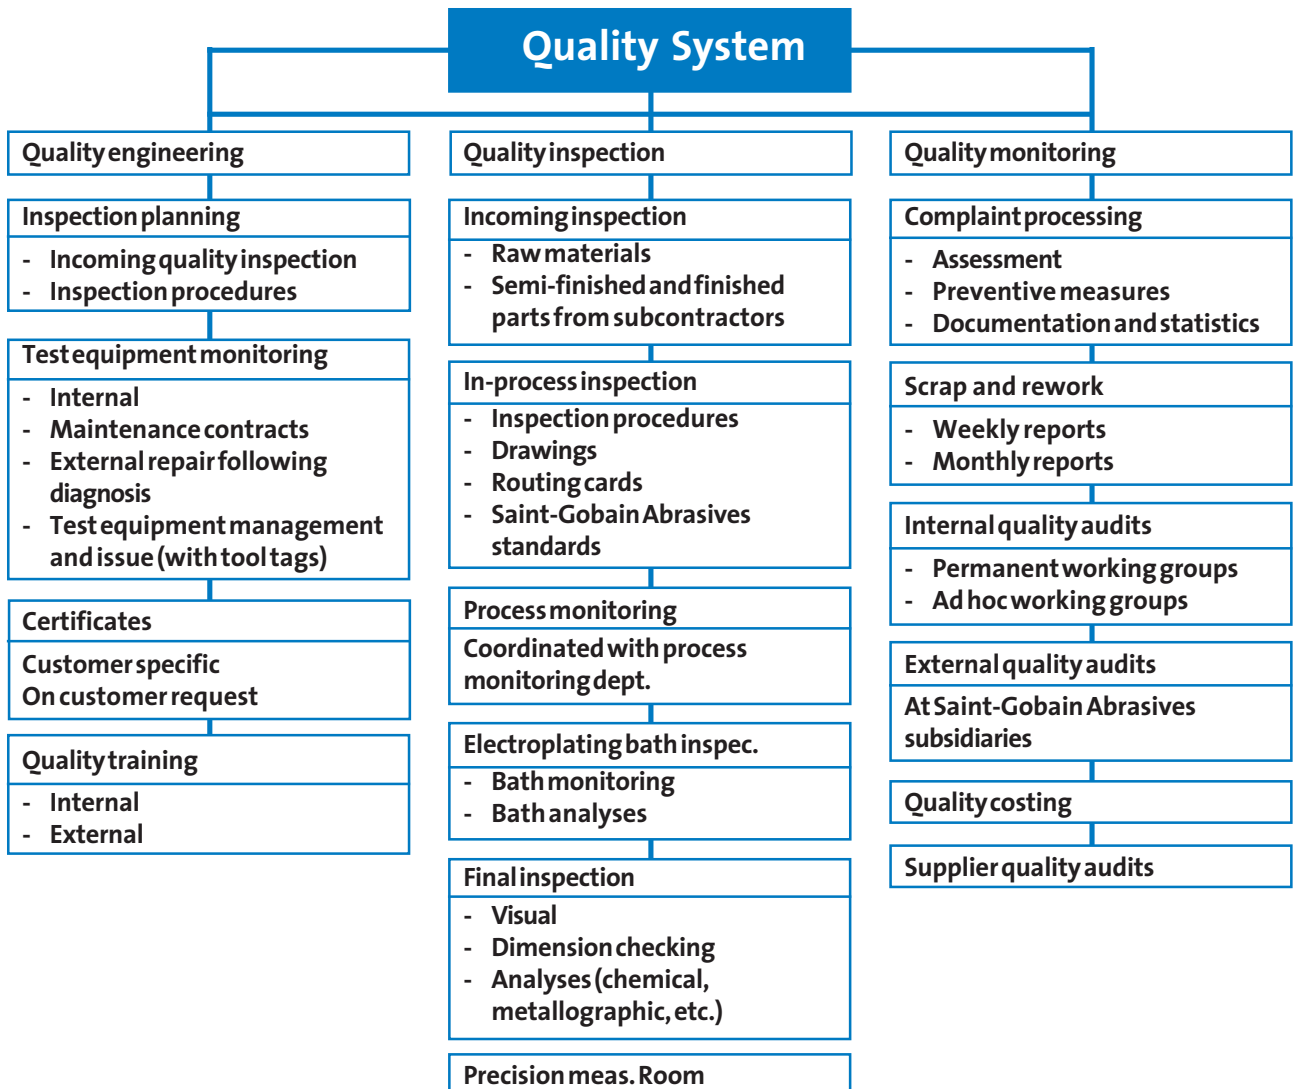 Quality System
Quality engineering
Inspection planning
- Incoming quality inspection
- Inspection procedures
Test equipment monitoring
- Internal
- Maintenance contracts
- External repair following
diagnosis
- Test equipment management
and issue (with tool tags)
Certificates
Customer specific
On customer request
Quality training
- Internal
- External
Quality inspection
Incoming inspection
- Raw materials
- Semi-finished and finished
parts from subcontractors
In-process inspection
- Inspection procedures
- Drawings
- Routing cards
- Saint-Gobain Abrasives
standards
Process monitoring
Coordinated with process
monitoring dept.
Electroplating bath inspec.
- Bath monitoring
- Bath analyses
Final inspection
- Visual
- Dimension checking
- Analyses (chemical,
metallographic, etc.)
Precision meas. Room
Quality monitoring
Complaint processing
- Assessment
- Preventive measures
- Documentation and statistics
Scrap and rework
- Weekly reports
- Monthly reports
Internal quality audits
- Permanent working groups
- Ad hoc working groups
External quality audits
At Saint-Gobain Abrasives
subsidiaries
Quality costing
Supplier quality audits